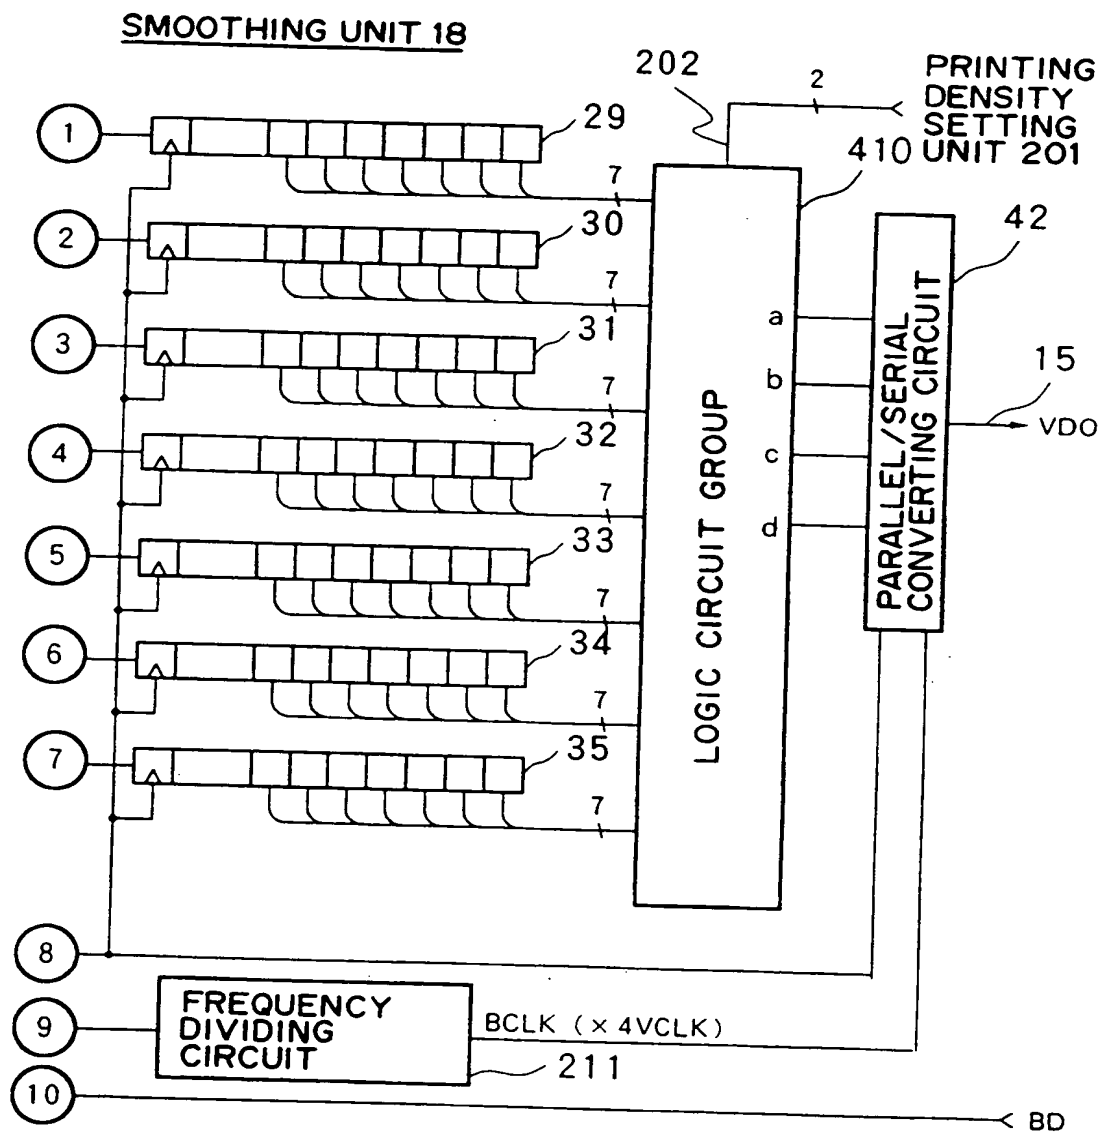 SMOOTHING UNIT 18
202
2
PRINTING
DENSITY
SETTING
UNIT 201
1
29
7
410
2
30
7
42
3
31
7
a
b
c
d
LOGIC CIRCUIT GROUP
PARALLEL/SERIAL
CONVERTING CIRCUIT
15
VDO
4
32
7
5
33
7
6
34
7
7
35
7
8
9
FREQUENCY
DIVIDING
CIRCUIT
BCLK (×4VCLK)
211
10
BD